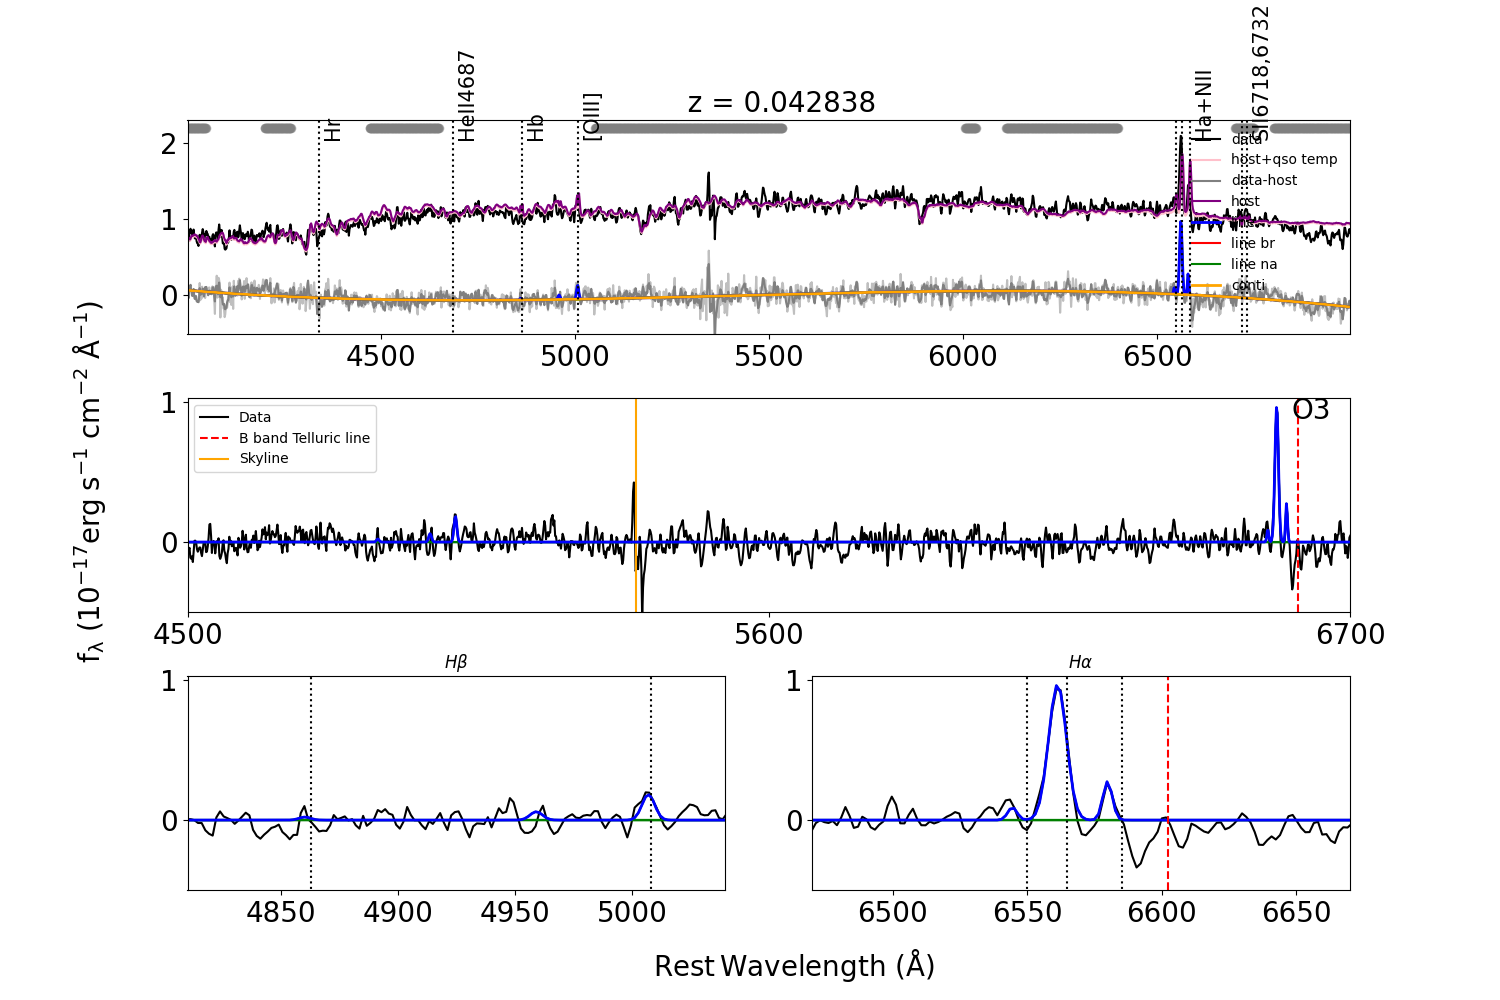 z = 0.042838
Hr
HeII4687
Hb
[OIII]
Ha+NII
SII6718,6732
data
host+qso temp
data-host
host
line br
line na
conti
2
1
0
4500
5000
5500
6000
6500
fλ (10⁻¹⁷erg s⁻¹ cm⁻² Å⁻¹)
Data
B band Telluric line
Skyline
O3
1
0
4500
5600
6700
Hβ
1
0
4850
4900
4950
5000
Hα
1
0
6500
6550
6600
6650
Rest Wavelength (Å)